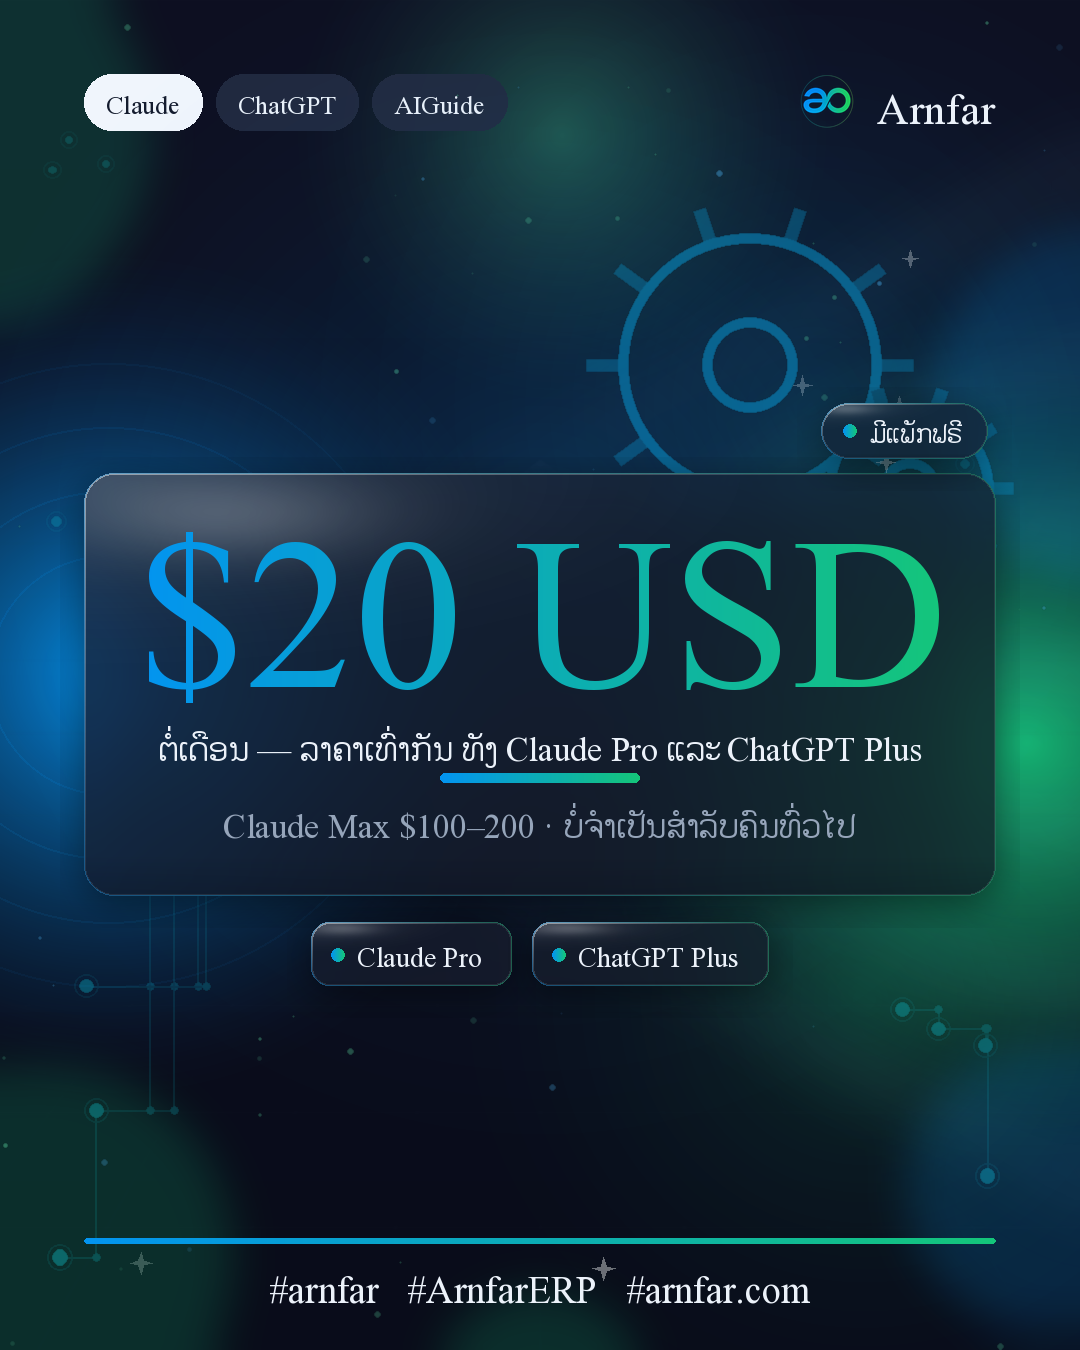 Claude ChatGPT AIGuide Arnfar
ມີແພັກຟຣີ
$20 USD
ຕໍ່ເດືອນ — ລາຄາເທົ່າກັນ ທັງ Claude Pro ແລະ ChatGPT Plus
Claude Max $100–200 · ບໍ່ຈຳເປັນສຳລັບຄົນທົ່ວໄປ
Claude Pro ChatGPT Plus
#arnfar #ArnfarERP #arnfar.com